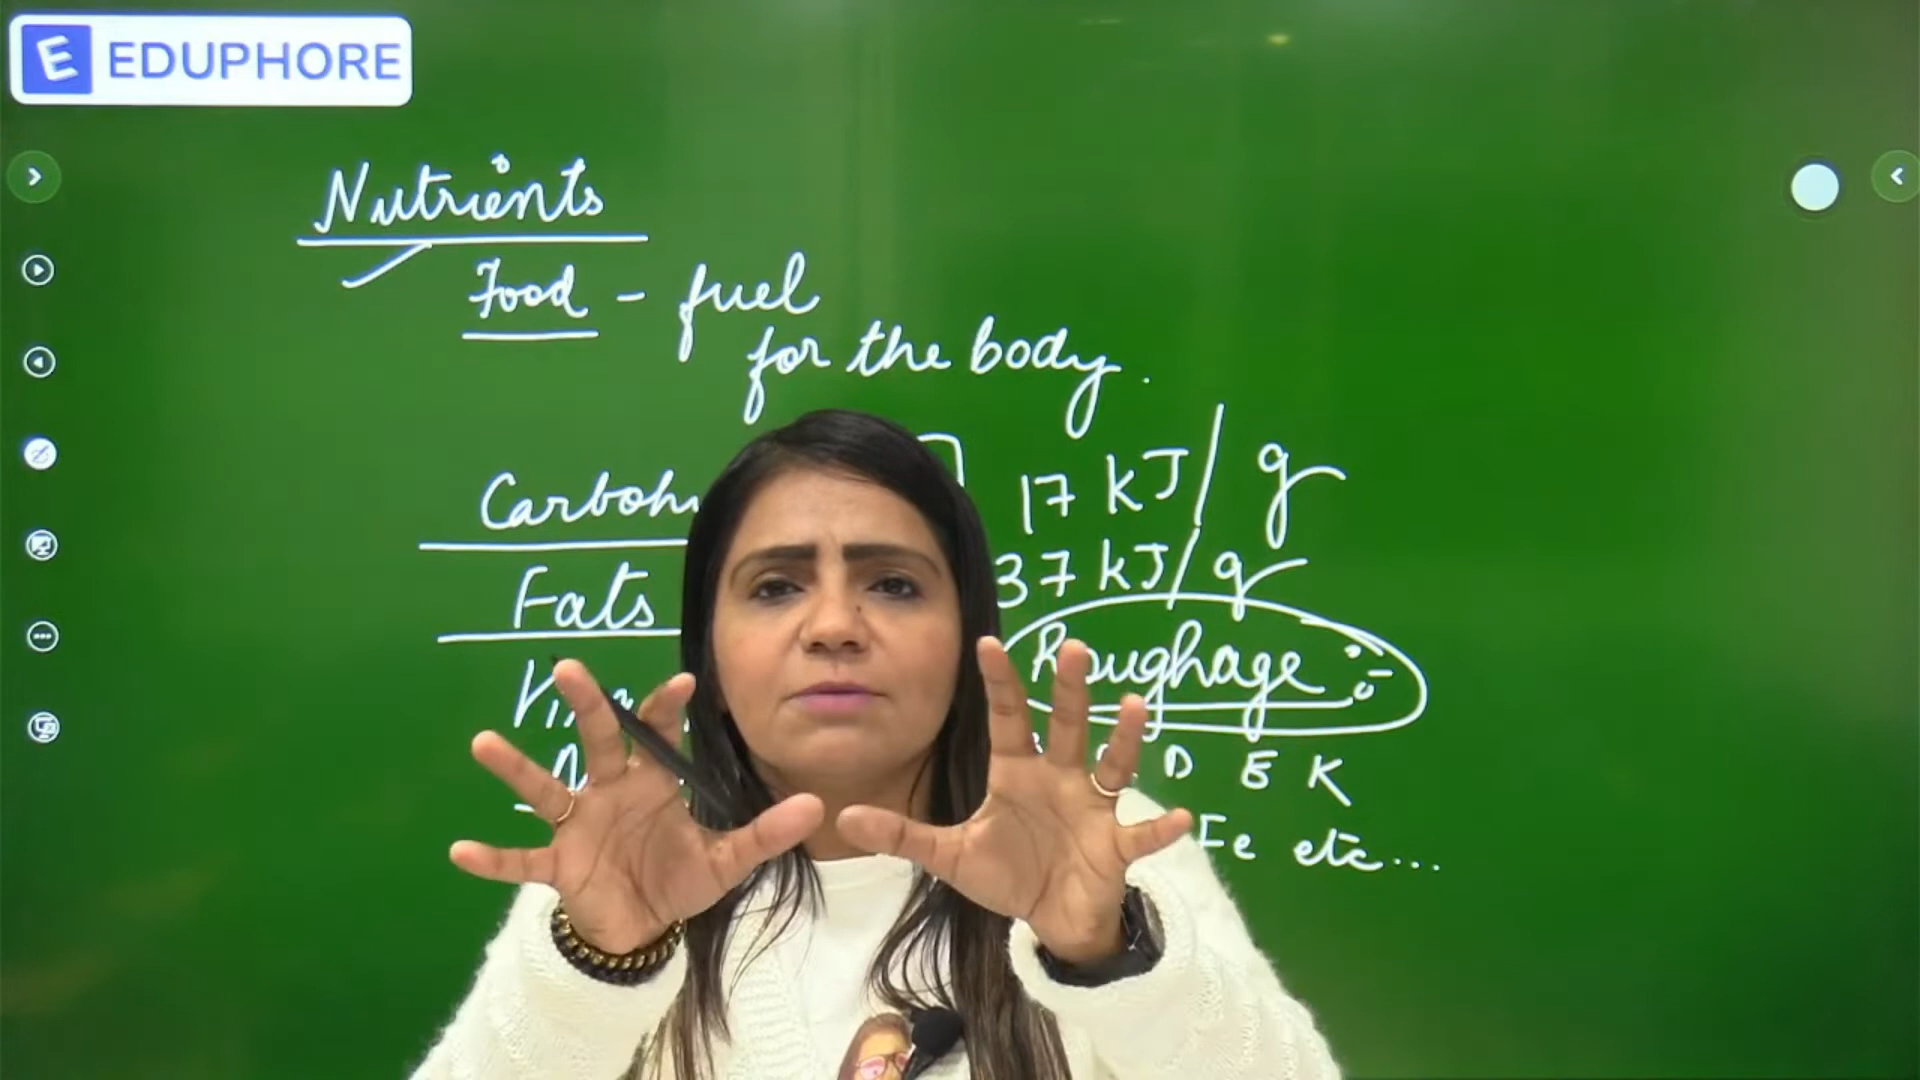 E EDUPHORE
Nutrients
Food - fuel
for the body.
17 kJ/g
Fats 37 kJ/g
Roughage
D E K
Fe etc...